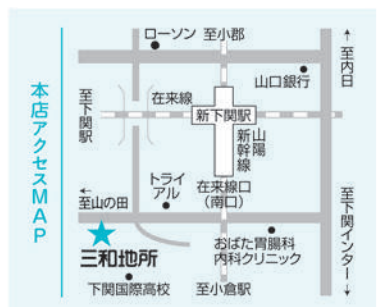 本店アクセスMAP
ローソン
至小郡
↑至内日
山口銀行
至下関駅
在来線
新下関駅
山陽
新幹線
トライ
アル
在来線口
(南口)
←
至山の田
至下関インター→
三和地所
おばた胃腸科
内科クリニック
下関国際高校
至小倉駅